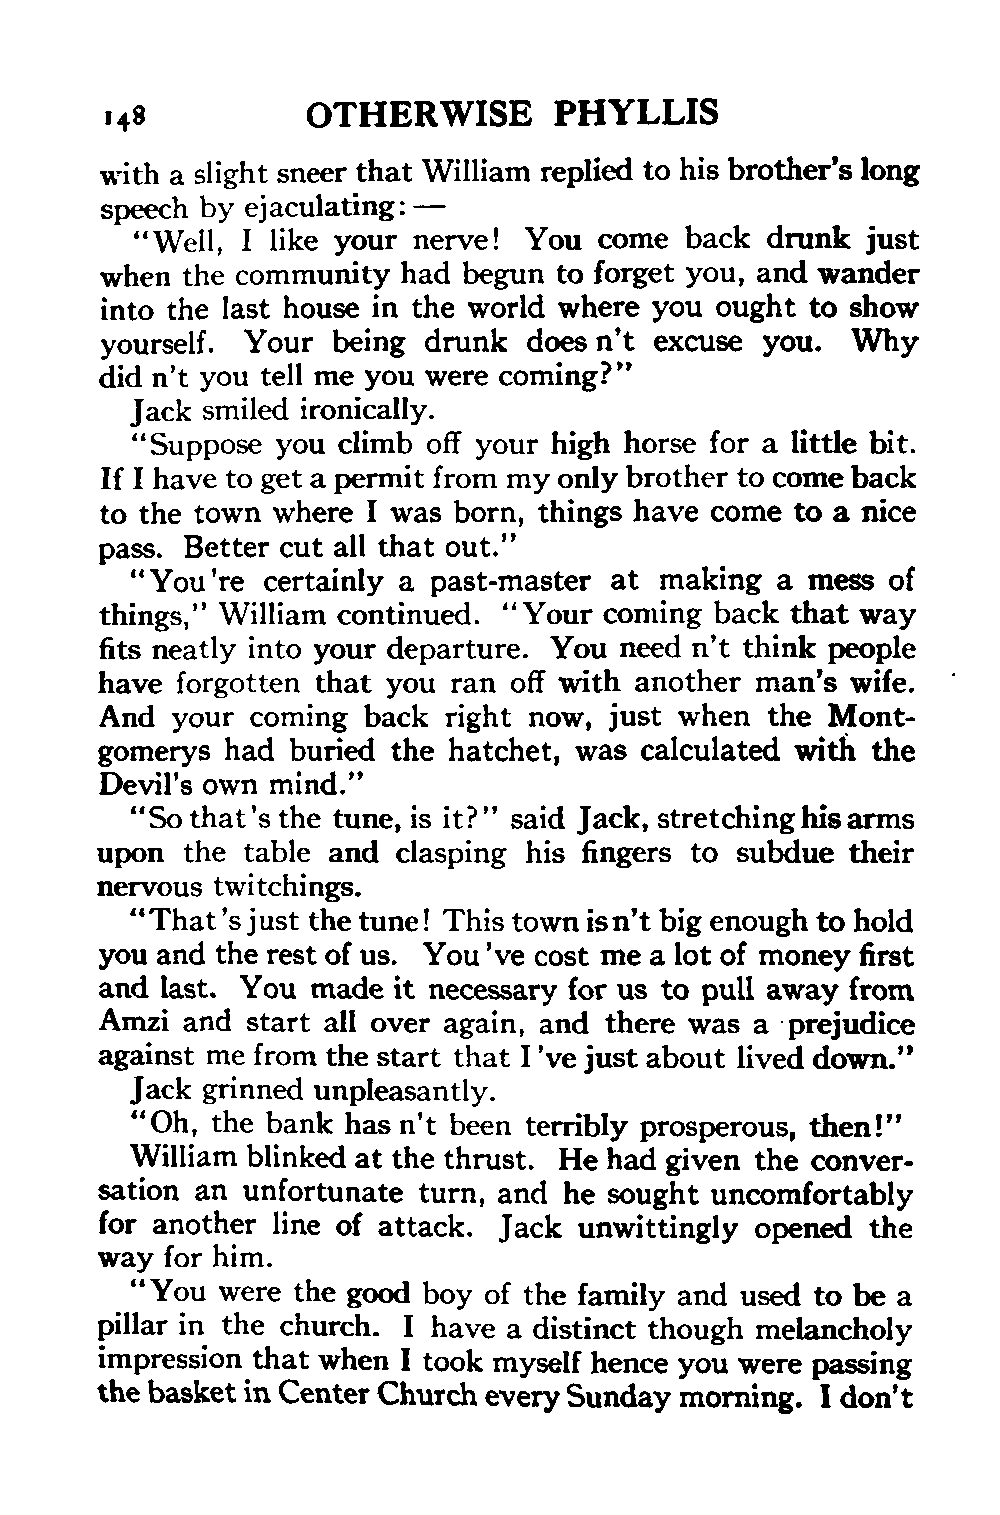 148 OTHERWISE PHYLLIS
with a slight sneer that William replied to his brother's long
speech by ejaculating: —
"Well, I like your nerve! You come back drunk just
when the community had begun to forget you, and wander
into the last house in the world where you ought to show
yourself. Your being drunk does n't excuse you. Why
did n't you tell me you were coming?"
Jack smiled ironically.
"Suppose you climb off your high horse for a little bit.
If I have to get a permit from my only brother to come back
to the town where I was born, things have come to a nice
pass. Better cut all that out."
"You 're certainly a past-master at making a mess of
things," William continued. "Your coming back that way
fits neatly into your departure. You need n't think people
have forgotten that you ran off with another man's wife.
And your coming back right now, just when the Mont-
gomerys had buried the hatchet, was calculated with the
Devil's own mind."
"So that 's the tune, is it?" said Jack, stretching his arms
upon the table and clasping his fingers to subdue their
nervous twitchings.
"That 's just the tune! This town is n't big enough to hold
you and the rest of us. You 've cost me a lot of money first
and last. You made it necessary for us to pull away from
Amzi and start all over again, and there was a prejudice
against me from the start that I 've just about lived down."
Jack grinned unpleasantly.
"Oh, the bank has n't been terribly prosperous, then!"
William blinked at the thrust. He had given the conver-
sation an unfortunate turn, and he sought uncomfortably
for another line of attack. Jack unwittingly opened the
way for him.
"You were the good boy of the family and used to be a
pillar in the church. I have a distinct though melancholy
impression that when I took myself hence you were passing
the basket in Center Church every Sunday morning. I don't